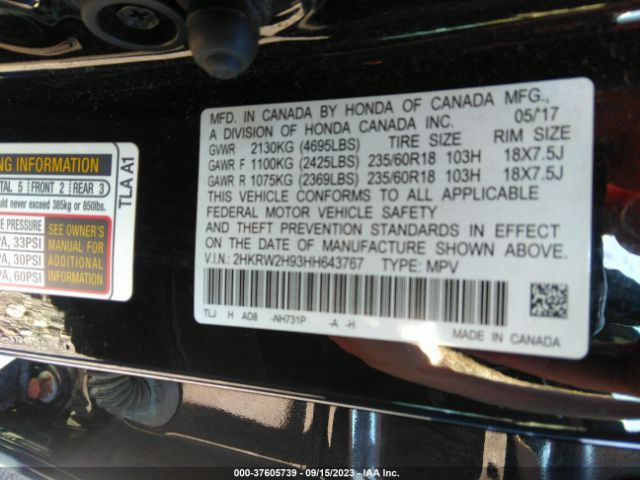 NG INFORMATION
TAL 5 FRONT 2 REAR 3
ould never exceed 385kg or 850lbs.
E PRESSURE
PA, 33PSI
PA, 30PSI
PA, 60PSI
SEE OWNER'S
MANUAL FOR
ADDITIONAL
INFORMATION
TLA A1
MFD. IN CANADA BY HONDA OF CANADA MFG.,
A DIVISION OF HONDA CANADA INC. 05/'17
GVWR 2130KG (4695LBS) TIRE SIZE RIM SIZE
GAWR F 1100KG (2425LBS) 235/60R18 103H 18X7.5J
GAWR R 1075KG (2369LBS) 235/60R18 103H 18X7.5J
THIS VEHICLE CONFORMS TO ALL APPLICABLE
FEDERAL MOTOR VEHICLE SAFETY
AND THEFT PREVENTION STANDARDS IN EFFECT ON
THE DATE OF MANUFACTURE SHOWN ABOVE.
V.I.N.: 2HKRW2H93HH643767 TYPE: MPV
TLJ H AD8 -NH731P -A -H
MADE IN CANADA
000-37605739 - 09/15/2023 - IAA Inc.